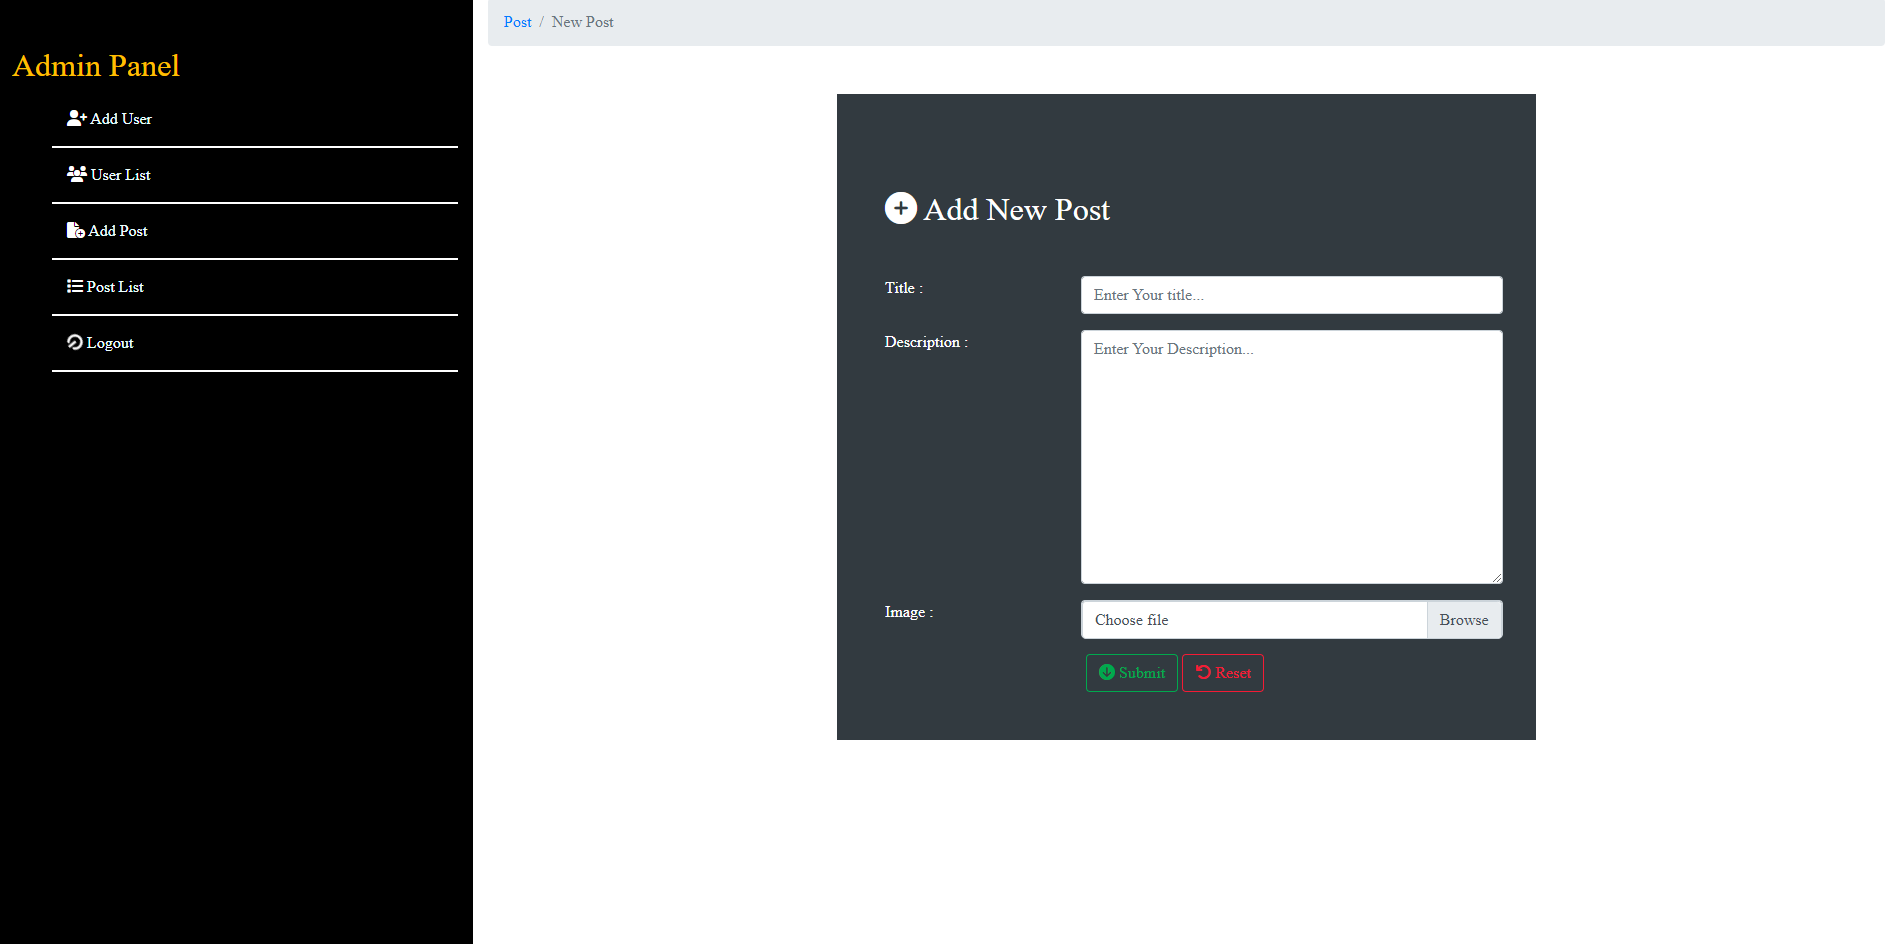 Admin Panel
Add User
User List
Add Post
Post List
Logout
Post / New Post
Add New Post
Title :
Enter Your title...
Description :
Enter Your Description...
Image :
Choose file Browse
Submit Reset